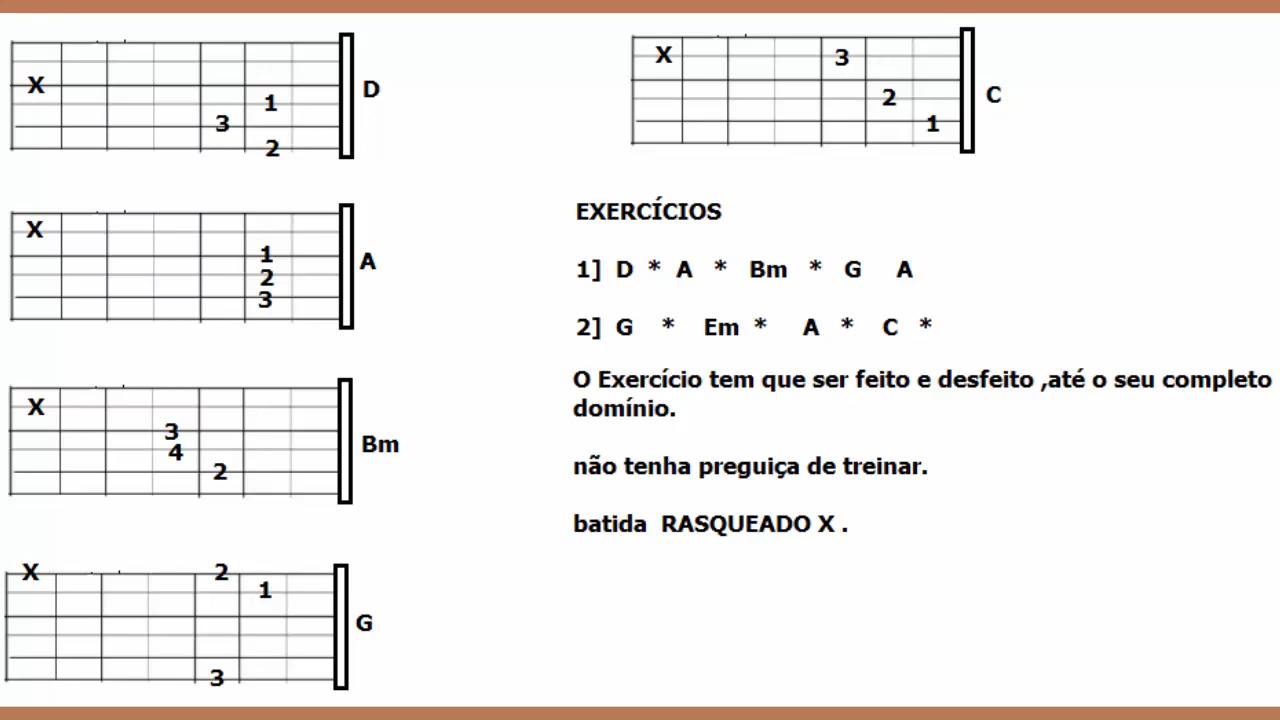 X
1
3
2
D
X
1
2
3
A
X
3
4
2
Bm
X 2
1
3
G
X 3
2
1
C
EXERCÍCIOS
1] D * A * Bm * G A
2] G * Em * A * C *
O Exercício tem que ser feito e desfeito ,até o seu completo
domínio.
não tenha preguiça de treinar.
batida RASQUEADO X .